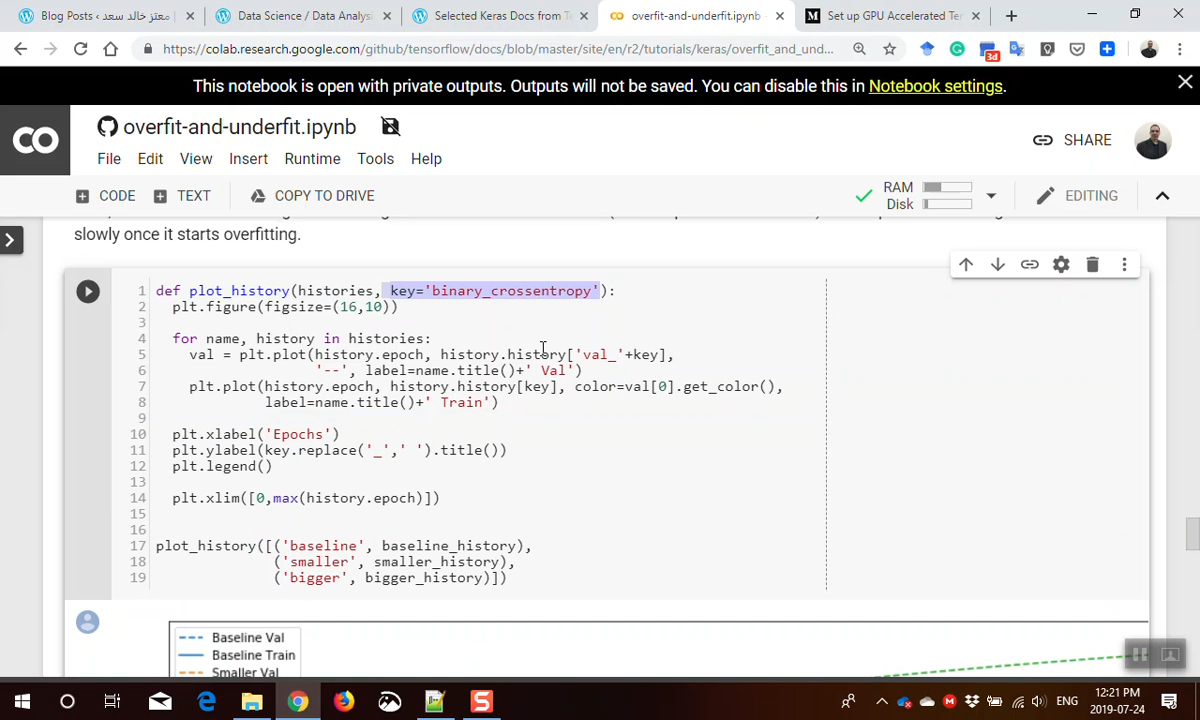 Blog Posts ‹ معتز خالد سعد |
Data Science / Data Analysi
Selected Keras Docs from T
overfit-and-underfit.ipynb
Set up GPU Accelerated Ten
https://colab.research.google.com/github/tensorflow/docs/blob/master/site/en/r2/tutorials/keras/overfit_and_und...
3d
This notebook is open with private outputs. Outputs will not be saved. You can disable this in Notebook settings.
overfit-and-underfit.ipynb
SHARE
File Edit View Insert Runtime Tools Help
CODE TEXT COPY TO DRIVE
RAM
Disk
EDITING
slowly once it starts overfitting.
1 def plot_history(histories, key='binary_crossentropy'):
2 plt.figure(figsize=(16,10))
3
4 for name, history in histories:
5 val = plt.plot(history.epoch, history.history['val_'+key],
6 '--', label=name.title()+' Val')
7 plt.plot(history.epoch, history.history[key], color=val[0].get_color(),
8 label=name.title()+' Train')
9
10 plt.xlabel('Epochs')
11 plt.ylabel(key.replace('_',' ').title())
12 plt.legend()
13
14 plt.xlim([0,max(history.epoch)])
15
16
17 plot_history([('baseline', baseline_history),
18 ('smaller', smaller_history),
19 ('bigger', bigger_history)])
Baseline Val
Baseline Train
Smaller Val
ENG
12:21 PM
2019-07-24